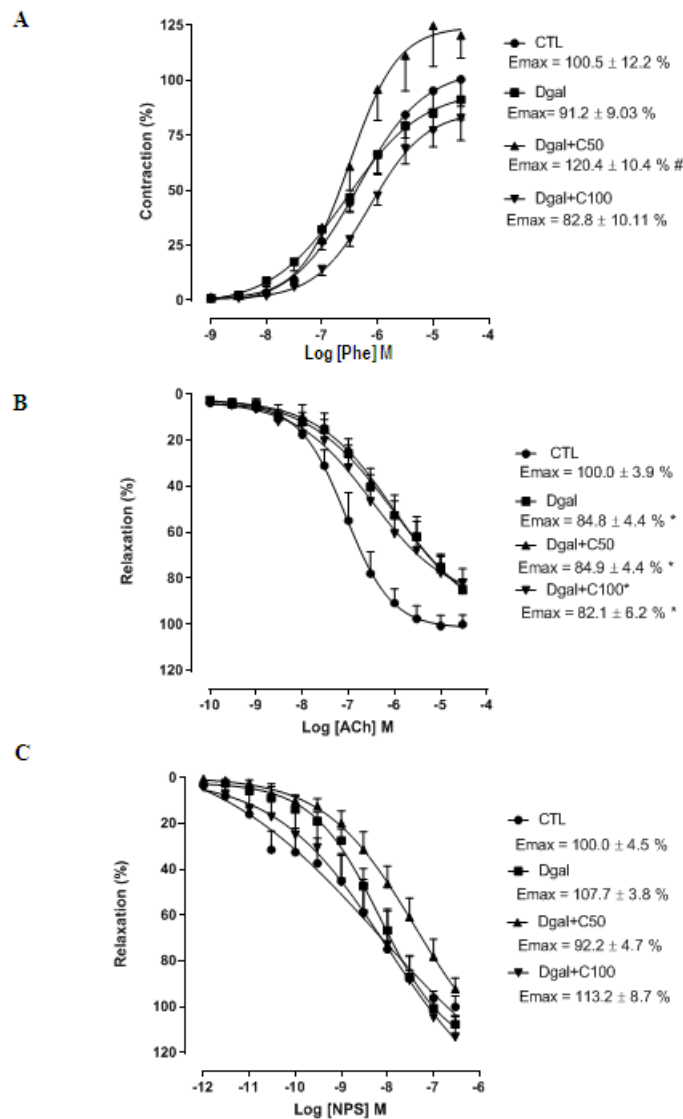 A
125
100
75
50
25
0
Contraction (%)
-9 -8 -7 -6 -5 -4
Log [Phe] M
CTL
Emax = 100.5 ± 12.2 %
Dgal
Emax= 91.2 ± 9.03 %
Dgal+C50
Emax = 120.4 ± 10.4 % #
Dgal+C100
Emax = 82.8 ± 10.11 %
B
0
20
40
60
80
100
120
Relaxation (%)
-10 -9 -8 -7 -6 -5 -4
Log [ACh] M
CTL
Emax = 100.0 ± 3.9 %
Dgal
Emax = 84.8 ± 4.4 % *
Dgal+C50
Emax = 84.9 ± 4.4 % *
Dgal+C100*
Emax = 82.1 ± 6.2 % *
C
0
20
40
60
80
100
120
Relaxation (%)
-12 -11 -10 -9 -8 -7 -6
Log [NPS] M
CTL
Emax = 100.0 ± 4.5 %
Dgal
Emax = 107.7 ± 3.8 %
Dgal+C50
Emax = 92.2 ± 4.7 %
Dgal+C100
Emax = 113.2 ± 8.7 %